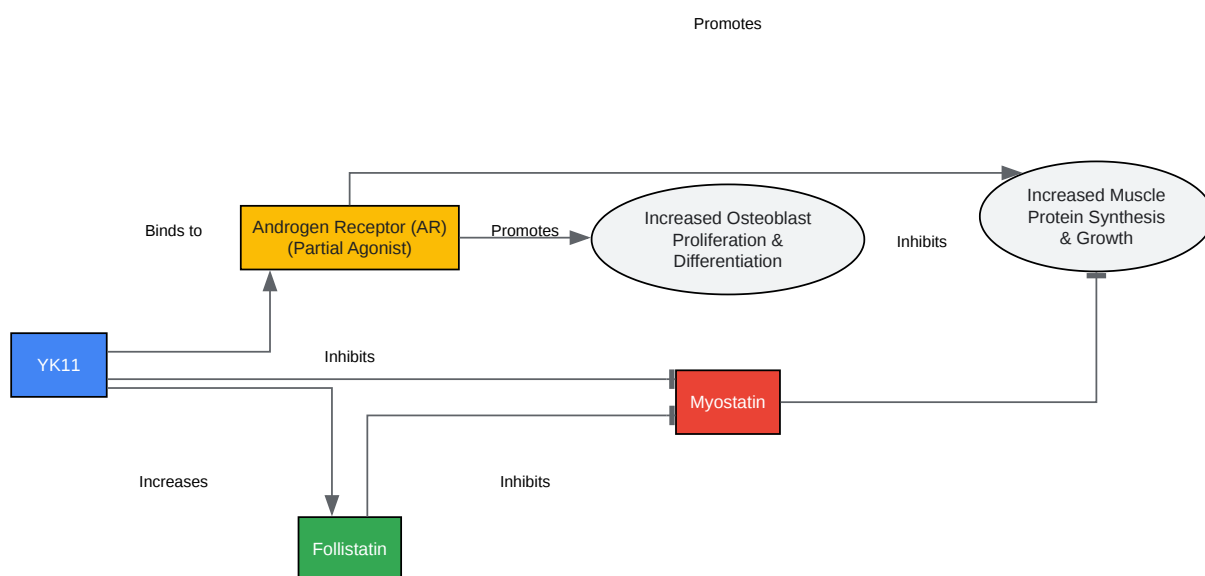 Promotes
Binds to
Androgen Receptor (AR)
(Partial Agonist)
Promotes
Increased Osteoblast
Proliferation &
Differentiation
Inhibits
Increased Muscle
Protein Synthesis
& Growth
YK11
Inhibits
Myostatin
Increases
Inhibits
Follistatin